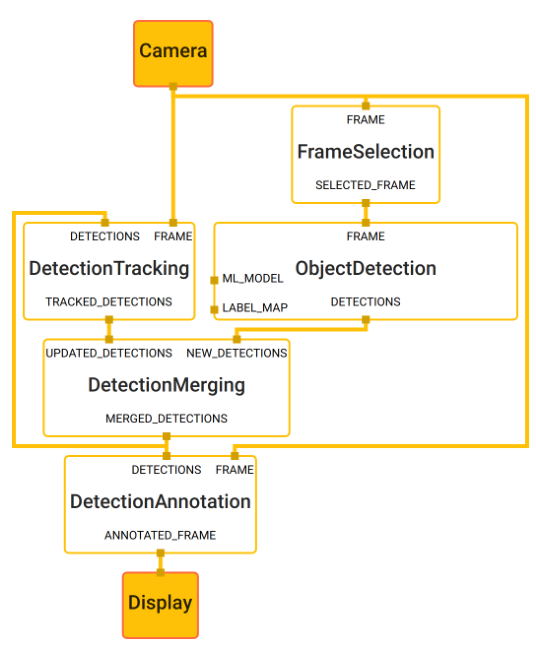 Camera
FRAME
FrameSelection
SELECTED_FRAME
DETECTIONS FRAME
DetectionTracking
TRACKED_DETECTIONS
FRAME
ObjectDetection
ML_MODEL
LABEL_MAP
DETECTIONS
UPDATED_DETECTIONS NEW_DETECTIONS
DetectionMerging
MERGED_DETECTIONS
DETECTIONS FRAME
DetectionAnnotation
ANNOTATED_FRAME
Display